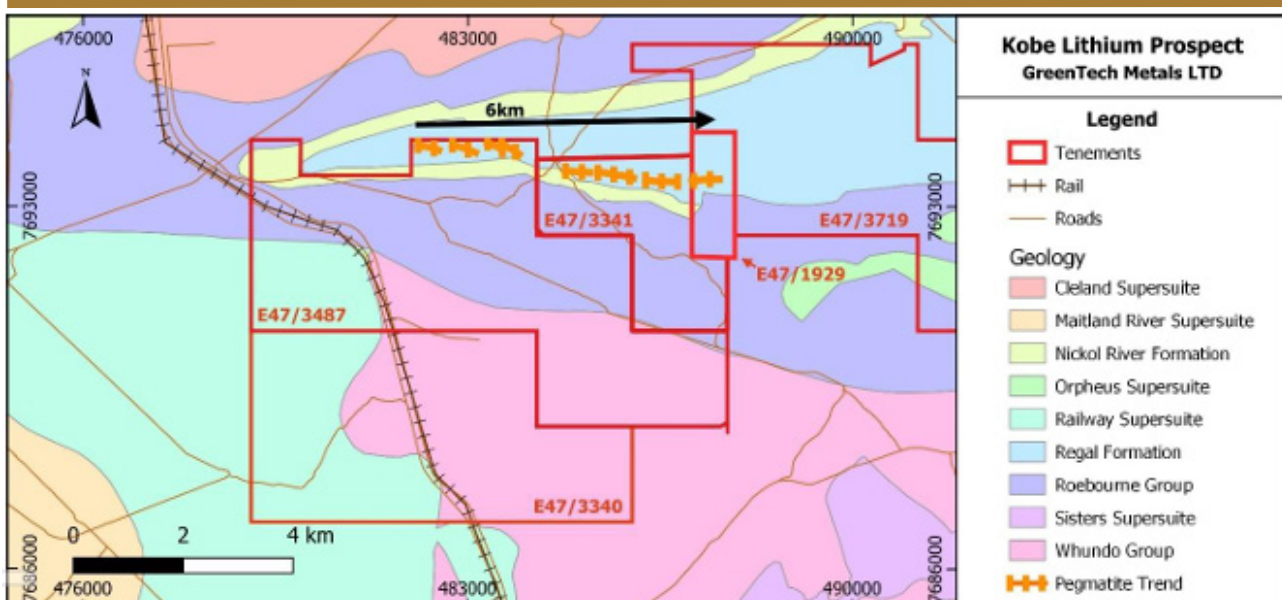 476000
483000
490000
6km
N
7693000
7693000
E47/3341
E47/3719
E47/1929
E47/3487
E47/3340
0 2 4 km
7686000
7686000
476000
483000
490000
Kobe Lithium Prospect
GreenTech Metals LTD
Legend
Tenements
Rail
Roads
Geology
Cleland Supersuite
Maitland River Supersuite
Nickol River Formation
Orpheus Supersuite
Railway Supersuite
Regal Formation
Roebourne Group
Sisters Supersuite
Whundo Group
Pegmatite Trend